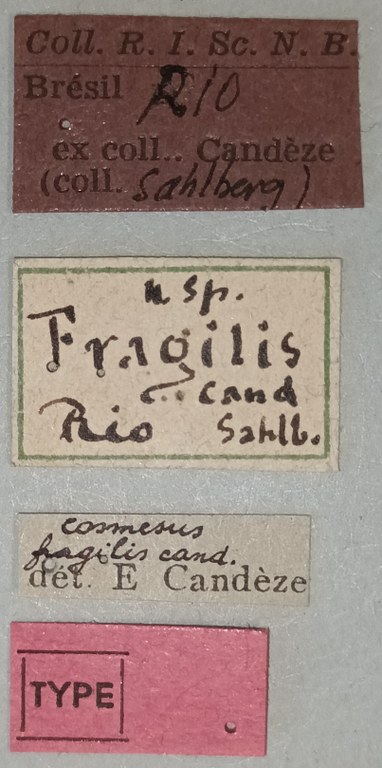 Coll. R. I. Sc. N. B.
Brésil Rio
ex coll.. Candèze
(coll. Sahlberg)
n sp.
Fragilis
c.. Cand
Rio Sahlb.
Cosmesus
fragilis cand.
dét. E Candèze
TYPE